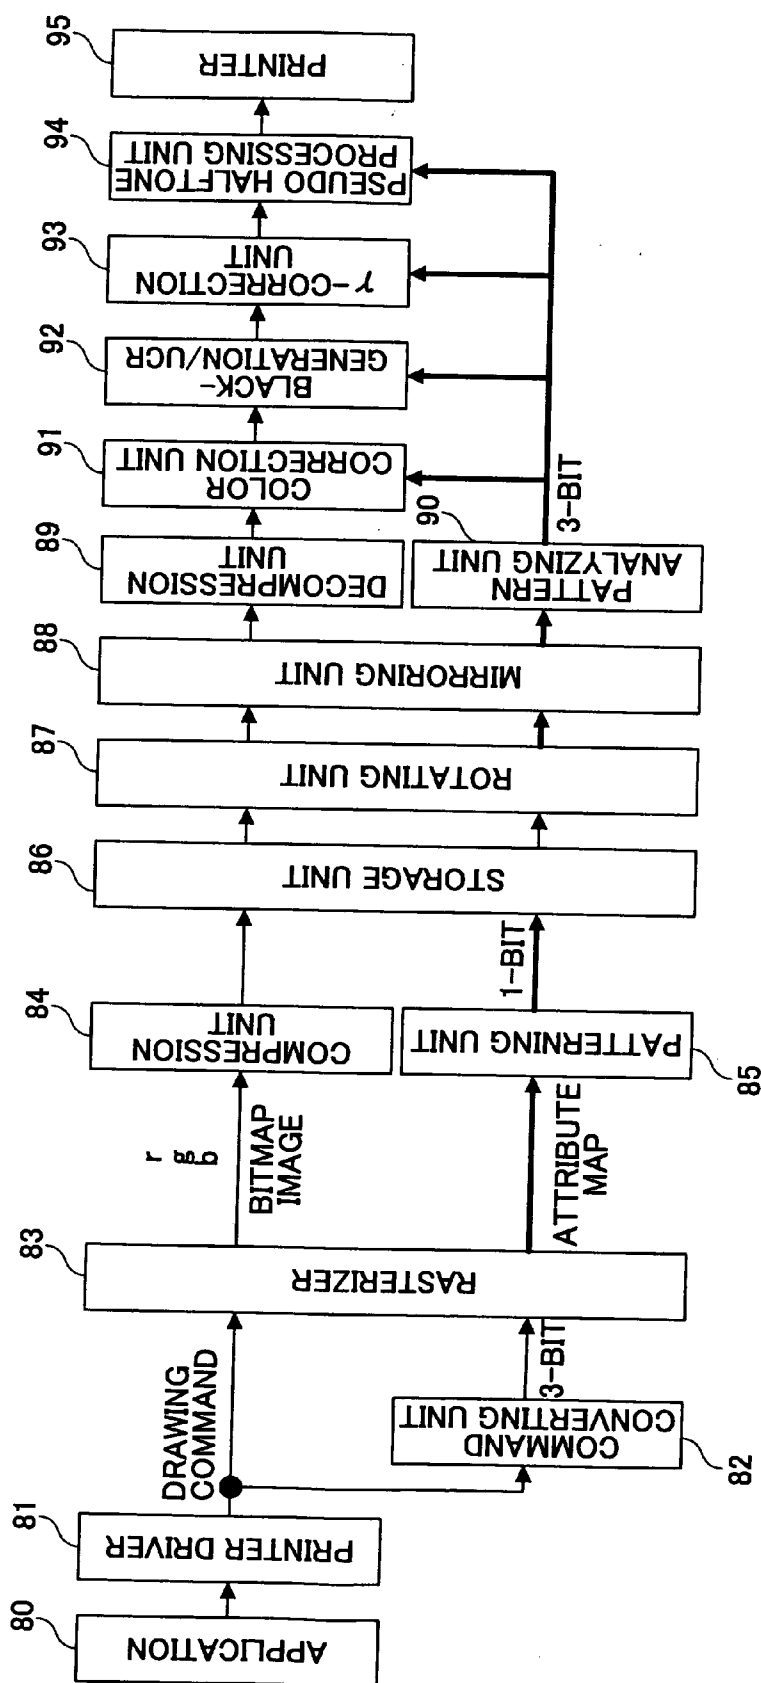 80
APPLICATION
81
PRINTER DRIVER
DRAWING
COMMAND
82
COMMAND
CONVERTING UNIT
3-BIT
83
RASTERIZER
r
g
b
BITMAP
IMAGE
ATTRIBUTE
MAP
84
COMPRESSION
UNIT
85
PATTERNING UNIT
1-BIT
86
STORAGE UNIT
87
ROTATING UNIT
88
MIRRORING UNIT
89
DECOMPRESSION
UNIT
90
PATTERN
ANALYZING UNIT
3-BIT
91
COLOR
CORRECTION UNIT
92
BLACK-
GENERATION/UCR
93
γ-CORRECTION
UNIT
94
PSEUDO HALFTONE
PROCESSING UNIT
95
PRINTER